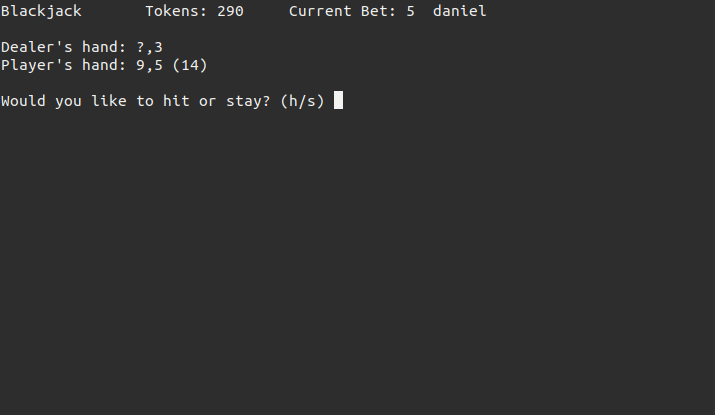 Blackjack       Tokens: 290     Current Bet: 5  daniel
Dealer's hand: ?,3
Player's hand: 9,5 (14)
Would you like to hit or stay? (h/s)